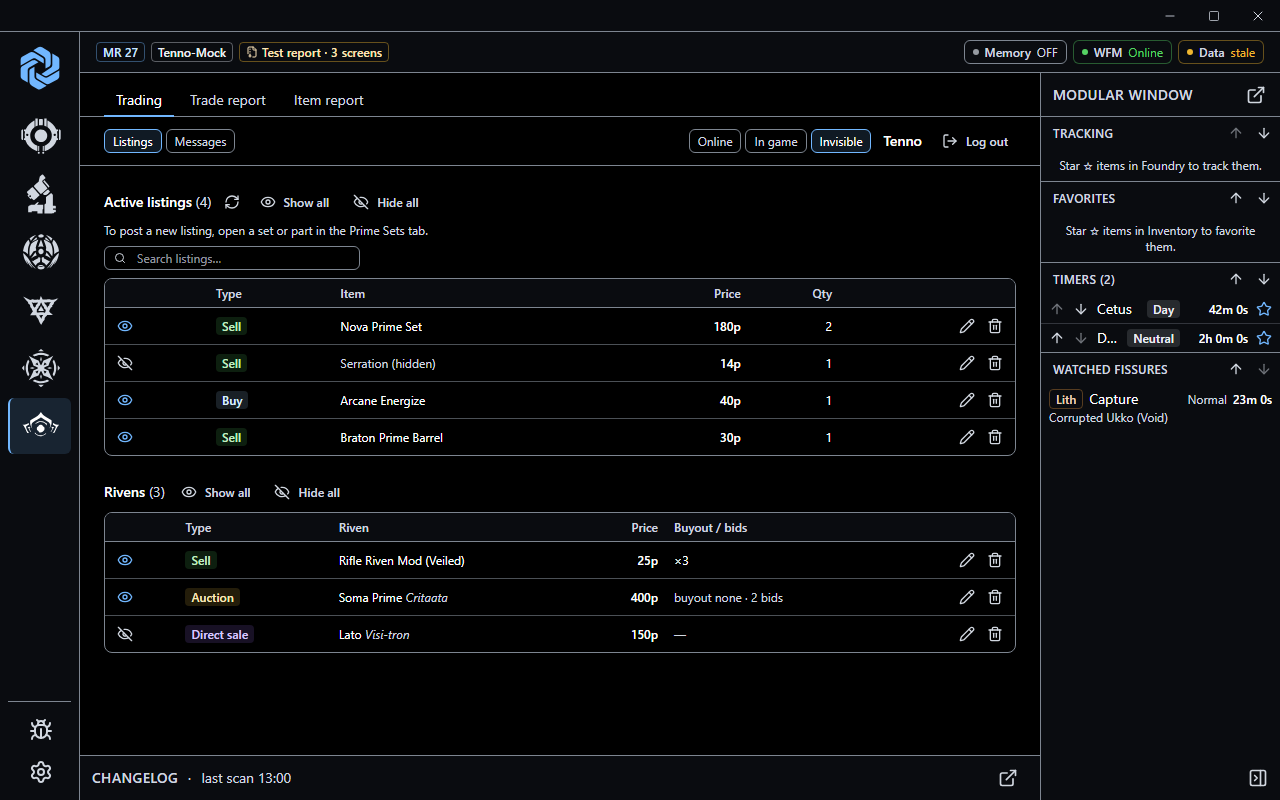 MR 27 Tenno-Mock Test report · 3 screens Memory OFF WFM Online Data stale
Trading Trade report Item report
Listings Messages Online In game Invisible Tenno Log out
Active listings (4) Show all Hide all
To post a new listing, open a set or part in the Prime Sets tab.
Search listings...
Type Item Price Qty
Sell Nova Prime Set 180p 2
Sell Serration (hidden) 14p 1
Buy Arcane Energize 40p 1
Sell Braton Prime Barrel 30p 1
Rivens (3) Show all Hide all
Type Riven Price Buyout / bids
Sell Rifle Riven Mod (Veiled) 25p ×3
Auction Soma Prime Critaata 400p buyout none · 2 bids
Direct sale Lato Visi-tron 150p —
CHANGELOG · last scan 13:00
MODULAR WINDOW
TRACKING
Star ☆ items in Foundry to track them.
FAVORITES
Star ☆ items in Inventory to favorite
them.
TIMERS (2)
Cetus Day 42m 0s
D... Neutral 2h 0m 0s
WATCHED FISSURES
Lith Capture Normal 23m 0s
Corrupted Ukko (Void)